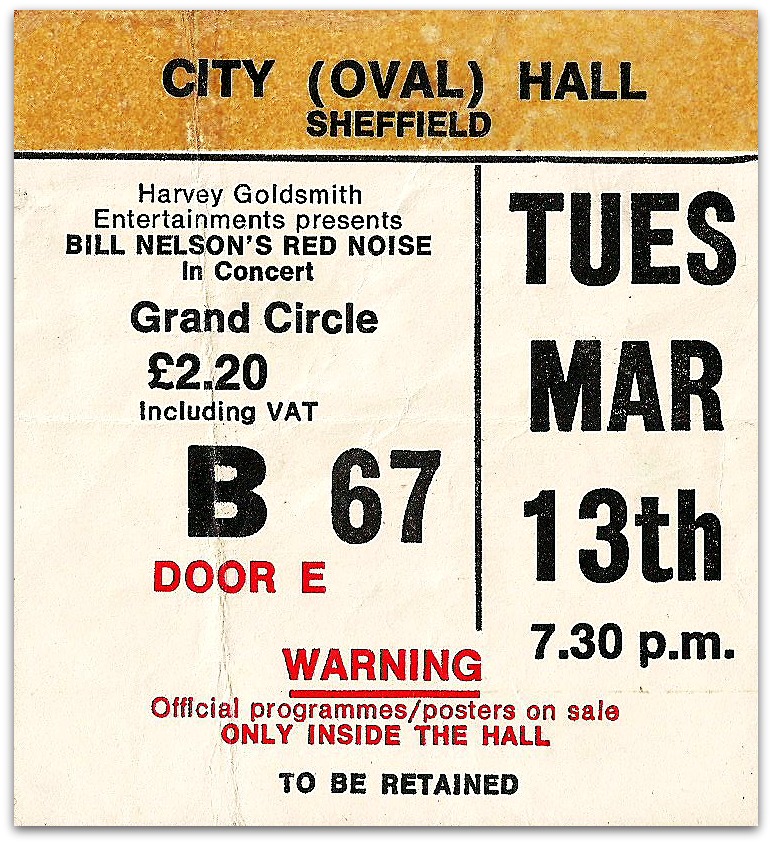 CITY (OVAL) HALL
SHEFFIELD
Harvey Goldsmith
Entertainments presents
BILL NELSON'S RED NOISE
In Concert
Grand Circle
£2.20
Including VAT
B 67
DOOR E
TUES
MAR
13th
7.30 p.m.
WARNING
Official programmes/posters on sale
ONLY INSIDE THE HALL
TO BE RETAINED